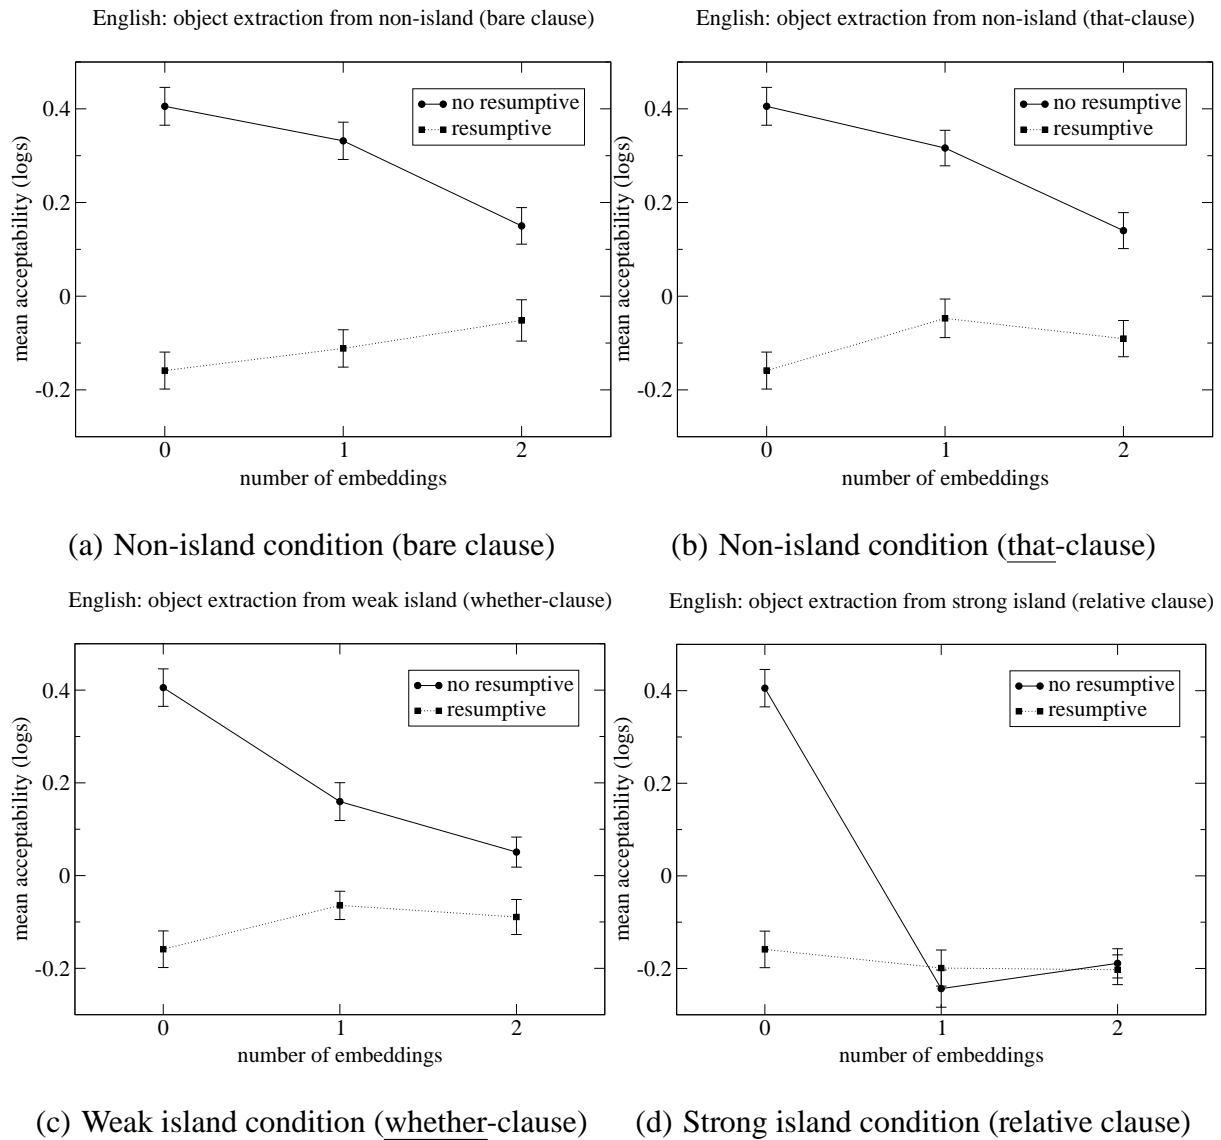 English: object extraction from non-island (bare clause)
mean acceptability (logs)
0.4
0.2
0
-0.2
no resumptive
resumptive
0 1 2
number of embeddings
(a) Non-island condition (bare clause)
English: object extraction from non-island (that-clause)
mean acceptability (logs)
0.4
0.2
0
-0.2
no resumptive
resumptive
0 1 2
number of embeddings
(b) Non-island condition (that-clause)
English: object extraction from weak island (whether-clause)
mean acceptability (logs)
0.4
0.2
0
-0.2
no resumptive
resumptive
0 1 2
number of embeddings
(c) Weak island condition (whether-clause)
English: object extraction from strong island (relative clause)
mean acceptability (logs)
0.4
0.2
0
-0.2
no resumptive
resumptive
0 1 2
number of embeddings
(d) Strong island condition (relative clause)